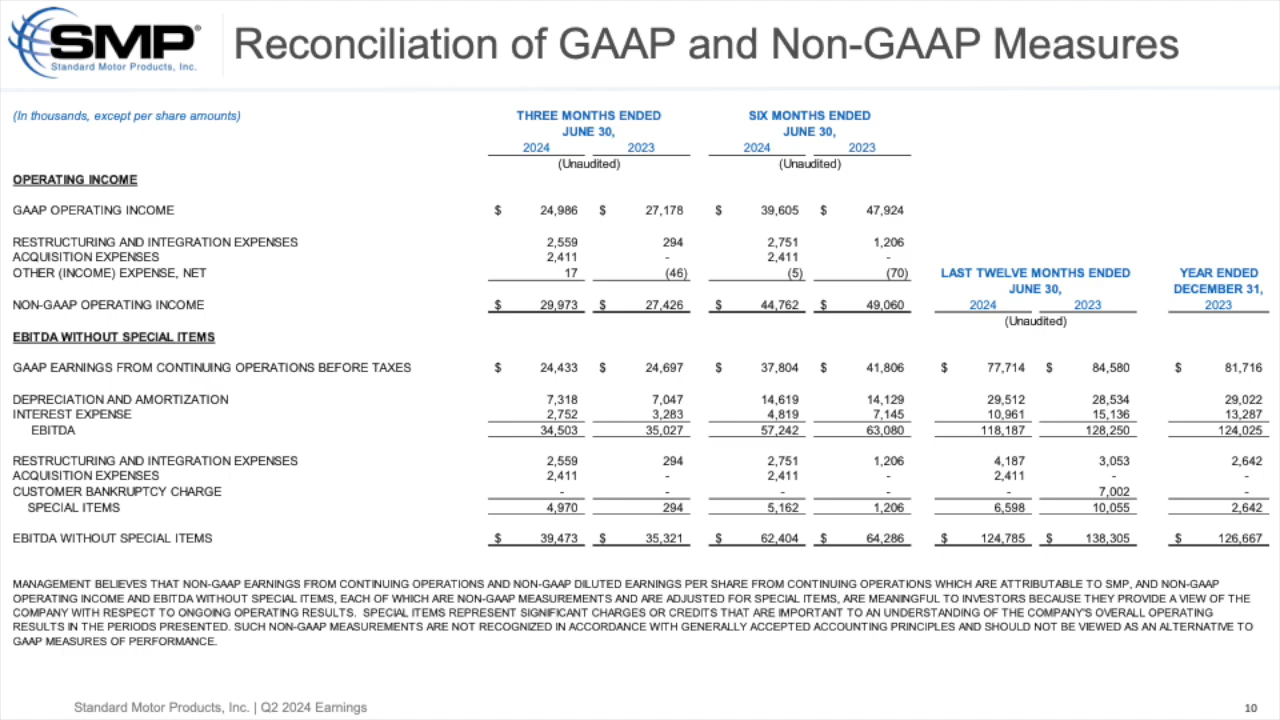 SMP®
Standard Motor Products, Inc.
Reconciliation of GAAP and Non-GAAP Measures
(In thousands, except per share amounts) THREE MONTHS ENDED SIX MONTHS ENDED
JUNE 30, JUNE 30,
2024 2023 2024 2023
(Unaudited) (Unaudited)
OPERATING INCOME
GAAP OPERATING INCOME $ 24,986 $ 27,178 $ 39,605 $ 47,924
RESTRUCTURING AND INTEGRATION EXPENSES 2,559 294 2,751 1,206
ACQUISITION EXPENSES 2,411 - 2,411 -
OTHER (INCOME) EXPENSE, NET 17 (46) (5) (70) LAST TWELVE MONTHS ENDED YEAR ENDED
JUNE 30, DECEMBER 31,
NON-GAAP OPERATING INCOME $ 29,973 $ 27,426 $ 44,762 $ 49,060 2024 2023 2023
(Unaudited)
EBITDA WITHOUT SPECIAL ITEMS
GAAP EARNINGS FROM CONTINUING OPERATIONS BEFORE TAXES $ 24,433 $ 24,697 $ 37,804 $ 41,806 $ 77,714 $ 84,580 $ 81,716
DEPRECIATION AND AMORTIZATION 7,318 7,047 14,619 14,129 29,512 28,534 29,022
INTEREST EXPENSE 2,752 3,283 4,819 7,145 10,961 15,136 13,287
EBITDA 34,503 35,027 57,242 63,080 118,187 128,250 124,025
RESTRUCTURING AND INTEGRATION EXPENSES 2,559 294 2,751 1,206 4,187 3,053 2,642
ACQUISITION EXPENSES 2,411 - 2,411 - 2,411 - -
CUSTOMER BANKRUPTCY CHARGE - - - - - 7,002 -
SPECIAL ITEMS 4,970 294 5,162 1,206 6,598 10,055 2,642
EBITDA WITHOUT SPECIAL ITEMS $ 39,473 $ 35,321 $ 62,404 $ 64,286 $ 124,785 $ 138,305 $ 126,667
MANAGEMENT BELIEVES THAT NON-GAAP EARNINGS FROM CONTINUING OPERATIONS AND NON-GAAP DILUTED EARNINGS PER SHARE FROM CONTINUING OPERATIONS WHICH ARE ATTRIBUTABLE TO SMP, AND NON-GAAP
OPERATING INCOME AND EBITDA WITHOUT SPECIAL ITEMS, EACH OF WHICH ARE NON-GAAP MEASUREMENTS AND ARE ADJUSTED FOR SPECIAL ITEMS, ARE MEANINGFUL TO INVESTORS BECAUSE THEY PROVIDE A VIEW OF THE
COMPANY WITH RESPECT TO ONGOING OPERATING RESULTS. SPECIAL ITEMS REPRESENT SIGNIFICANT CHARGES OR CREDITS THAT ARE IMPORTANT TO AN UNDERSTANDING OF THE COMPANY'S OVERALL OPERATING
RESULTS IN THE PERIODS PRESENTED. SUCH NON-GAAP MEASUREMENTS ARE NOT RECOGNIZED IN ACCORDANCE WITH GENERALLY ACCEPTED ACCOUNTING PRINCIPLES AND SHOULD NOT BE VIEWED AS AN ALTERNATIVE TO
GAAP MEASURES OF PERFORMANCE.
Standard Motor Products, Inc. | Q2 2024 Earnings 10